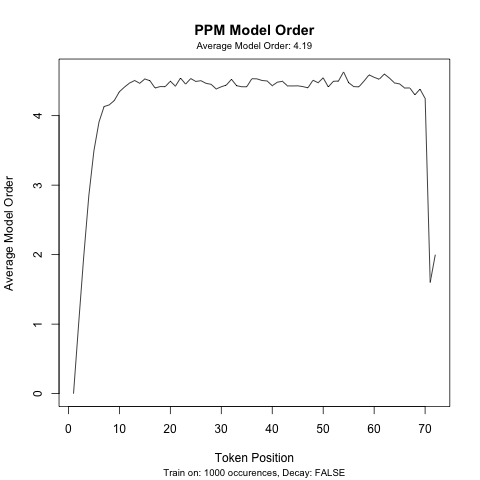 PPM Model Order
Average Model Order: 4.19
Average Model Order
4
3
2
1
0
0 10 20 30 40 50 60 70
Token Position
Train on: 1000 occurences, Decay: FALSE